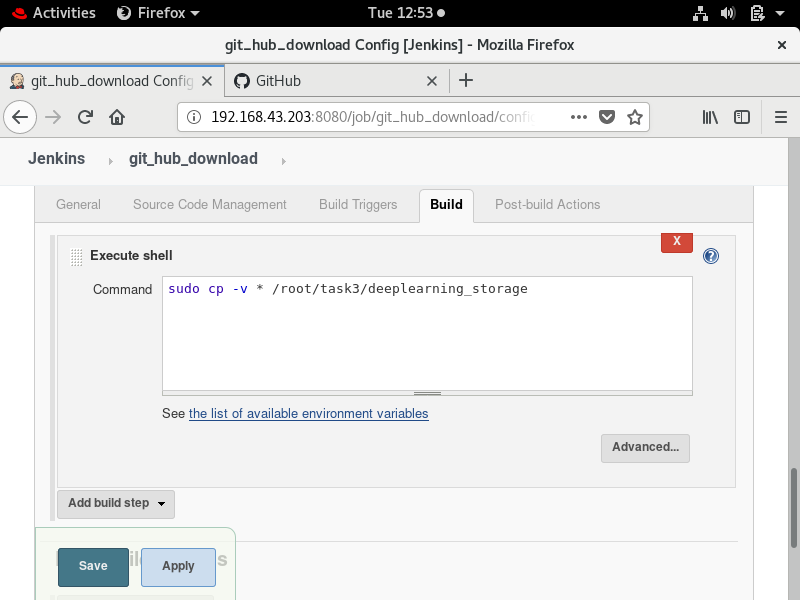 Activities Firefox Tue 12:53
git_hub_download Config [Jenkins] - Mozilla Firefox
git_hub_download Config GitHub
192.168.43.203:8080/job/git_hub_download/confi
Jenkins git_hub_download
General Source Code Management Build Triggers Build Post-build Actions
Execute shell X ?
Command sudo cp -v * /root/task3/deeplearning_storage
See the list of available environment variables
Advanced...
Add build step
Save Apply